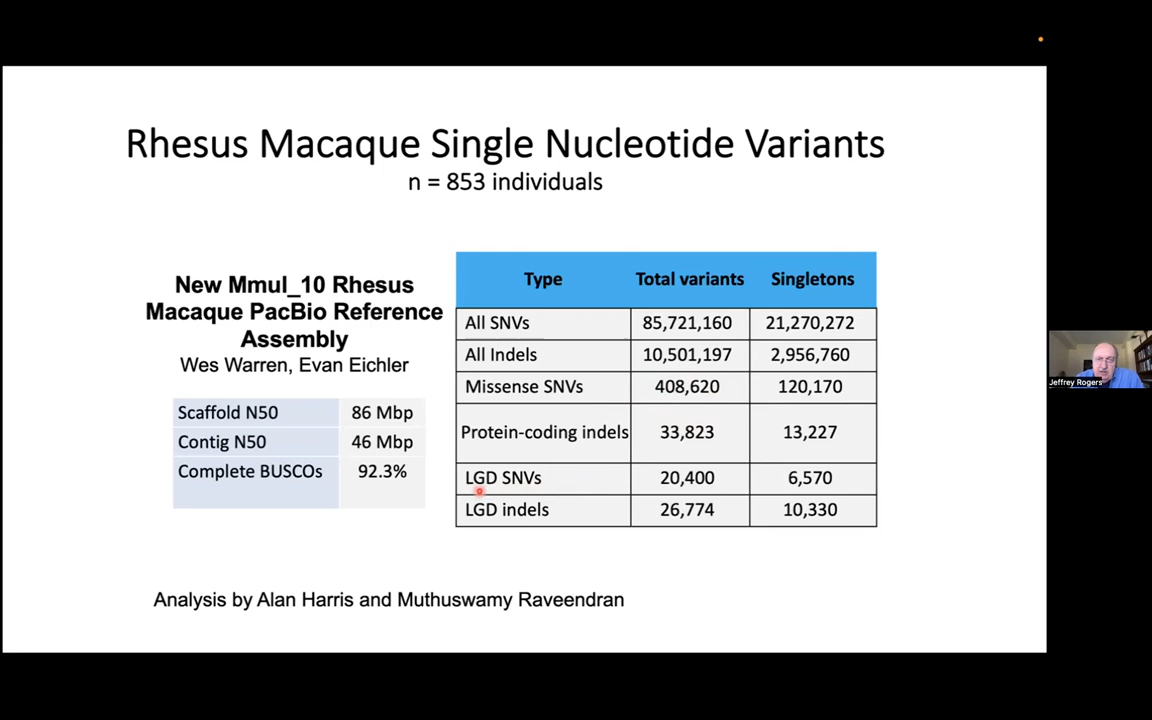 Rhesus Macaque Single Nucleotide Variants
n = 853 individuals
New Mmul_10 Rhesus
Macaque PacBio Reference
Assembly
Wes Warren, Evan Eichler
Scaffold N50 86 Mbp
Contig N50 46 Mbp
Complete BUSCOs 92.3%
Type Total variants Singletons
All SNVs 85,721,160 21,270,272
All Indels 10,501,197 2,956,760
Missense SNVs 408,620 120,170
Protein-coding indels 33,823 13,227
LGD SNVs 20,400 6,570
LGD indels 26,774 10,330
Analysis by Alan Harris and Muthuswamy Raveendran
Jeffrey Rogers